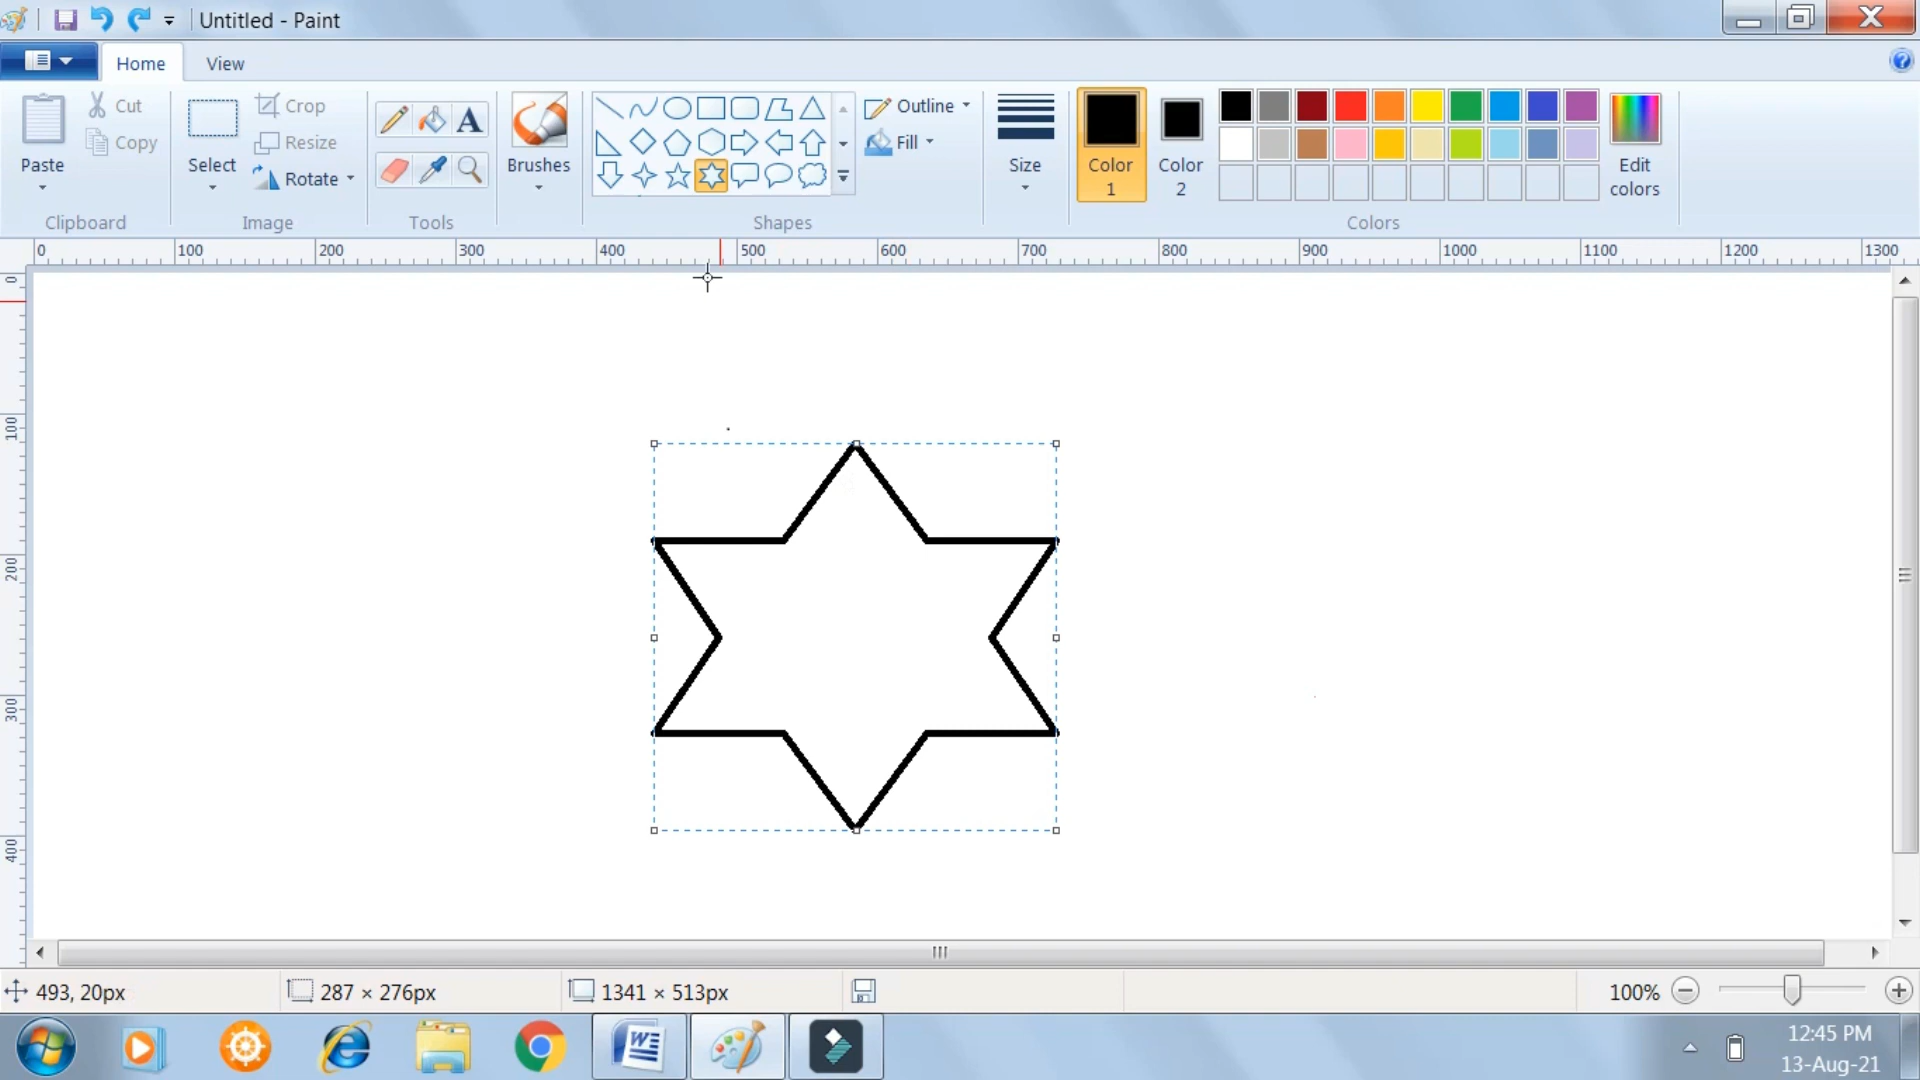 Untitled - Paint
Home View
Cut
Copy
Paste
Clipboard
Crop
Resize
Rotate
Select
Image
A
Tools
Brushes
Shapes
Outline
Fill
Size
Color 1
Color 2
Edit colors
Colors
0 100 200 300 400 500 600 700 800 900 1000 1100 1200 1300
0
100
200
300
400
493, 20px 287 × 276px 1341 × 513px 100%
12:45 PM
13-Aug-21